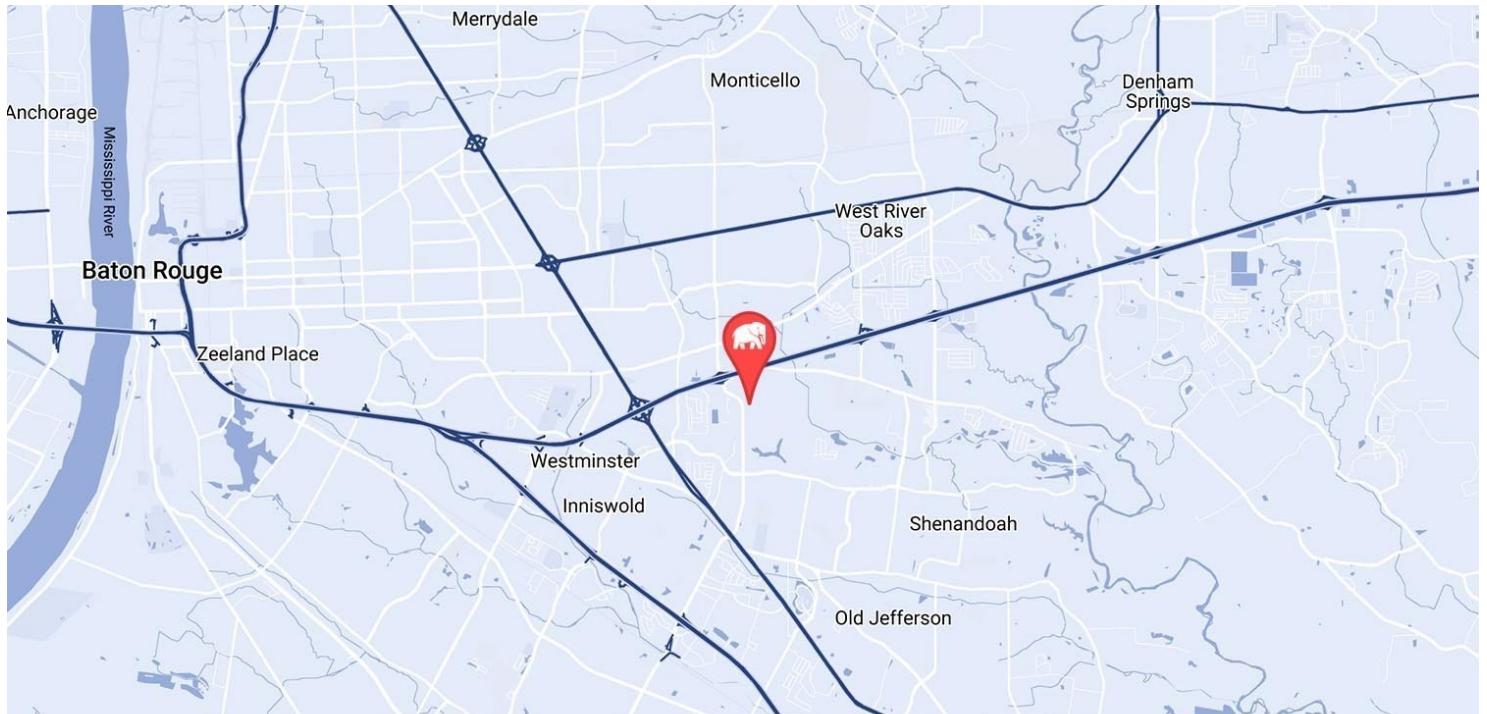 Merrydale
Monticello
Denham
Springs
Anchorage
Mississippi River
West River
Oaks
Baton Rouge
Zeeland Place
Westminster
Inniswold
Shenandoah
Old Jefferson